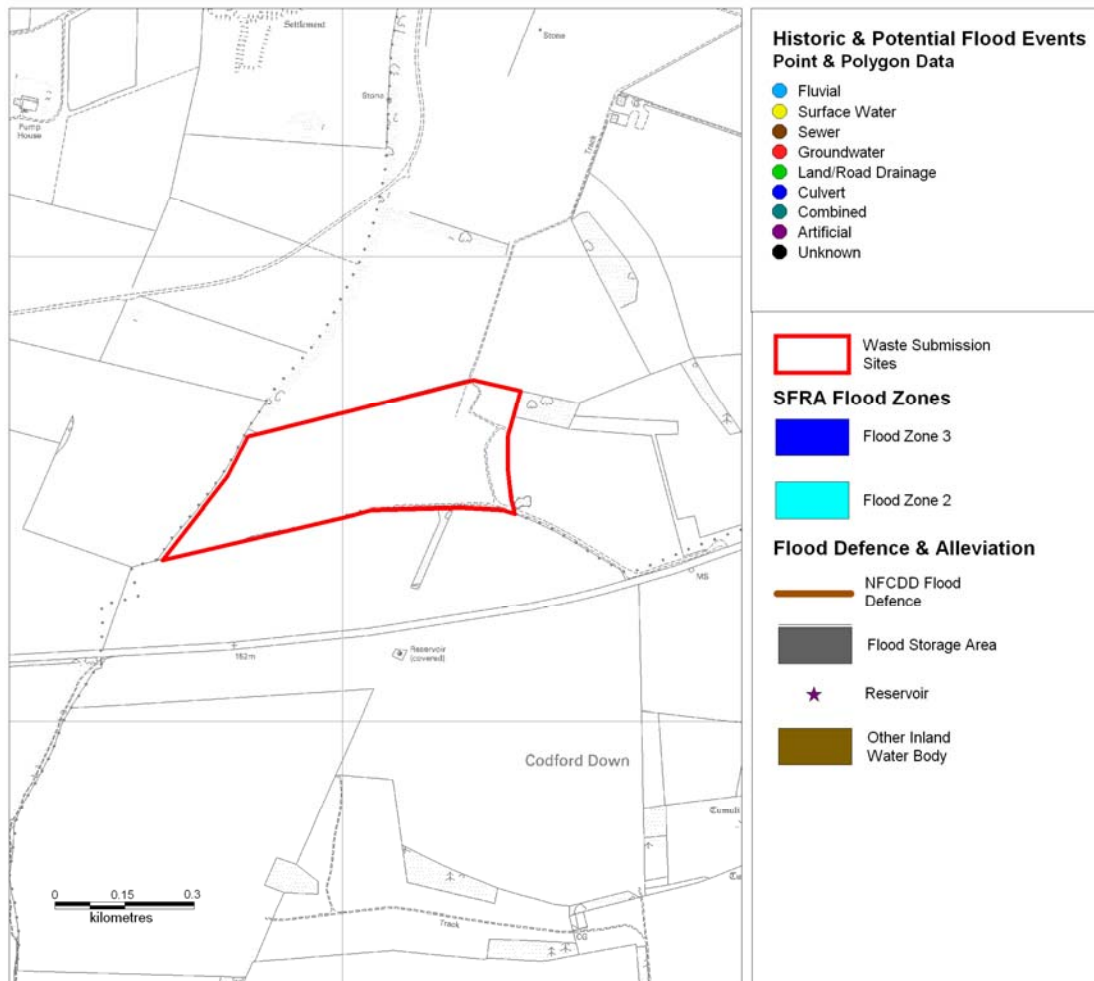 Settlement
Stone
Stone
Pump
House
Track
MS
182m
Reservoir
(covered)
Codford Down
Tumuli
Track
CG
0 0.15 0.3
kilometres
Historic & Potential Flood Events
Point & Polygon Data
Fluvial
Surface Water
Sewer
Groundwater
Land/Road Drainage
Culvert
Combined
Artificial
Unknown
Waste Submission
Sites
SFRA Flood Zones
Flood Zone 3
Flood Zone 2
Flood Defence & Alleviation
NFCDD Flood
Defence
Flood Storage Area
Reservoir
Other Inland
Water Body